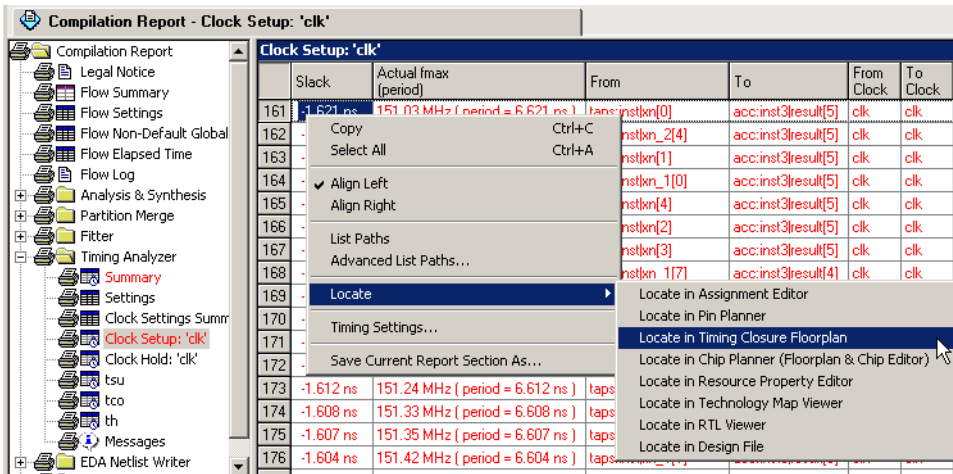 Compilation Report - Clock Setup: 'clk'
Compilation Report
Legal Notice
Flow Summary
Flow Settings
Flow Non-Default Global
Flow Elapsed Time
Flow Log
Analysis & Synthesis
Partition Merge
Fitter
Timing Analyzer
Summary
Settings
Clock Settings Summ
Clock Setup: 'clk'
Clock Hold: 'clk'
tsu
tco
th
Messages
EDA Netlist Writer
Clock Setup: 'clk'
Slack Actual fmax (period) From To From Clock To Clock
161 -1.621 ns 151.03 MHz ( period = 6.621 ns ) taps:inst|xn[0] acc:inst3|result[5] clk clk
162 - nst|xn_2[4] acc:inst3|result[5] clk clk
163 - nst|xn[1] acc:inst3|result[5] clk clk
164 - nst|xn_1[0] acc:inst3|result[5] clk clk
165 - nst|xn[4] acc:inst3|result[5] clk clk
166 - nst|xn[2] acc:inst3|result[5] clk clk
167 - nst|xn[3] acc:inst3|result[5] clk clk
168 - nst|xn_1[7] acc:inst3|result[4] clk clk
169 -
170 -
171 -
172 -
173 -1.612 ns 151.24 MHz ( period = 6.612 ns ) taps
174 -1.608 ns 151.33 MHz ( period = 6.608 ns ) taps
175 -1.607 ns 151.35 MHz ( period = 6.607 ns ) taps
176 -1.604 ns 151.42 MHz ( period = 6.604 ns )
Copy Ctrl+C
Select All Ctrl+A
Align Left
Align Right
List Paths
Advanced List Paths...
Locate
Timing Settings...
Save Current Report Section As...
Locate in Assignment Editor
Locate in Pin Planner
Locate in Timing Closure Floorplan
Locate in Chip Planner (Floorplan & Chip Editor)
Locate in Resource Property Editor
Locate in Technology Map Viewer
Locate in RTL Viewer
Locate in Design File